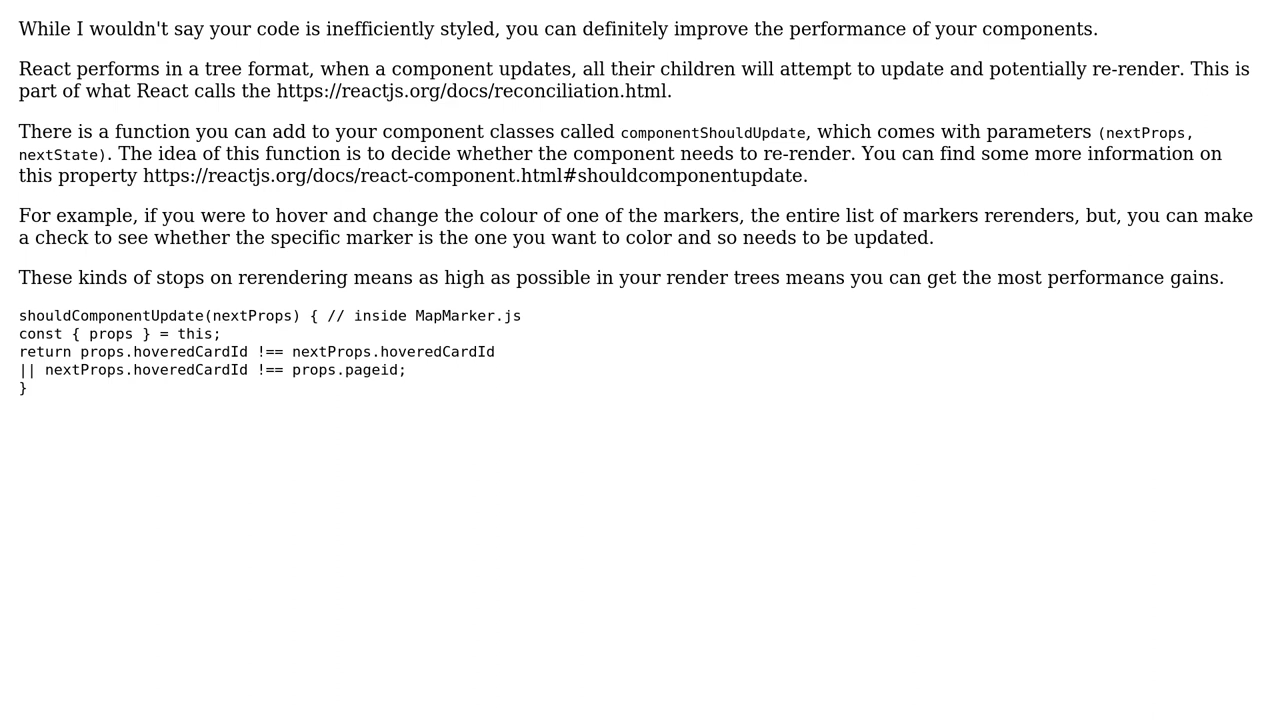 While I wouldn't say your code is inefficiently styled, you can definitely improve the performance of your components.
React performs in a tree format, when a component updates, all their children will attempt to update and potentially re-render. This is
part of what React calls the https://reactjs.org/docs/reconciliation.html.
There is a function you can add to your component classes called componentShouldUpdate, which comes with parameters (nextProps,
nextState). The idea of this function is to decide whether the component needs to re-render. You can find some more information on
this property https://reactjs.org/docs/react-component.html#shouldcomponentupdate.
For example, if you were to hover and change the colour of one of the markers, the entire list of markers rerenders, but, you can make
a check to see whether the specific marker is the one you want to color and so needs to be updated.
These kinds of stops on rerendering means as high as possible in your render trees means you can get the most performance gains.
shouldComponentUpdate(nextProps) { // inside MapMarker.js
const { props } = this;
return props.hoveredCardId !== nextProps.hoveredCardId
|| nextProps.hoveredCardId !== props.pageid;
}